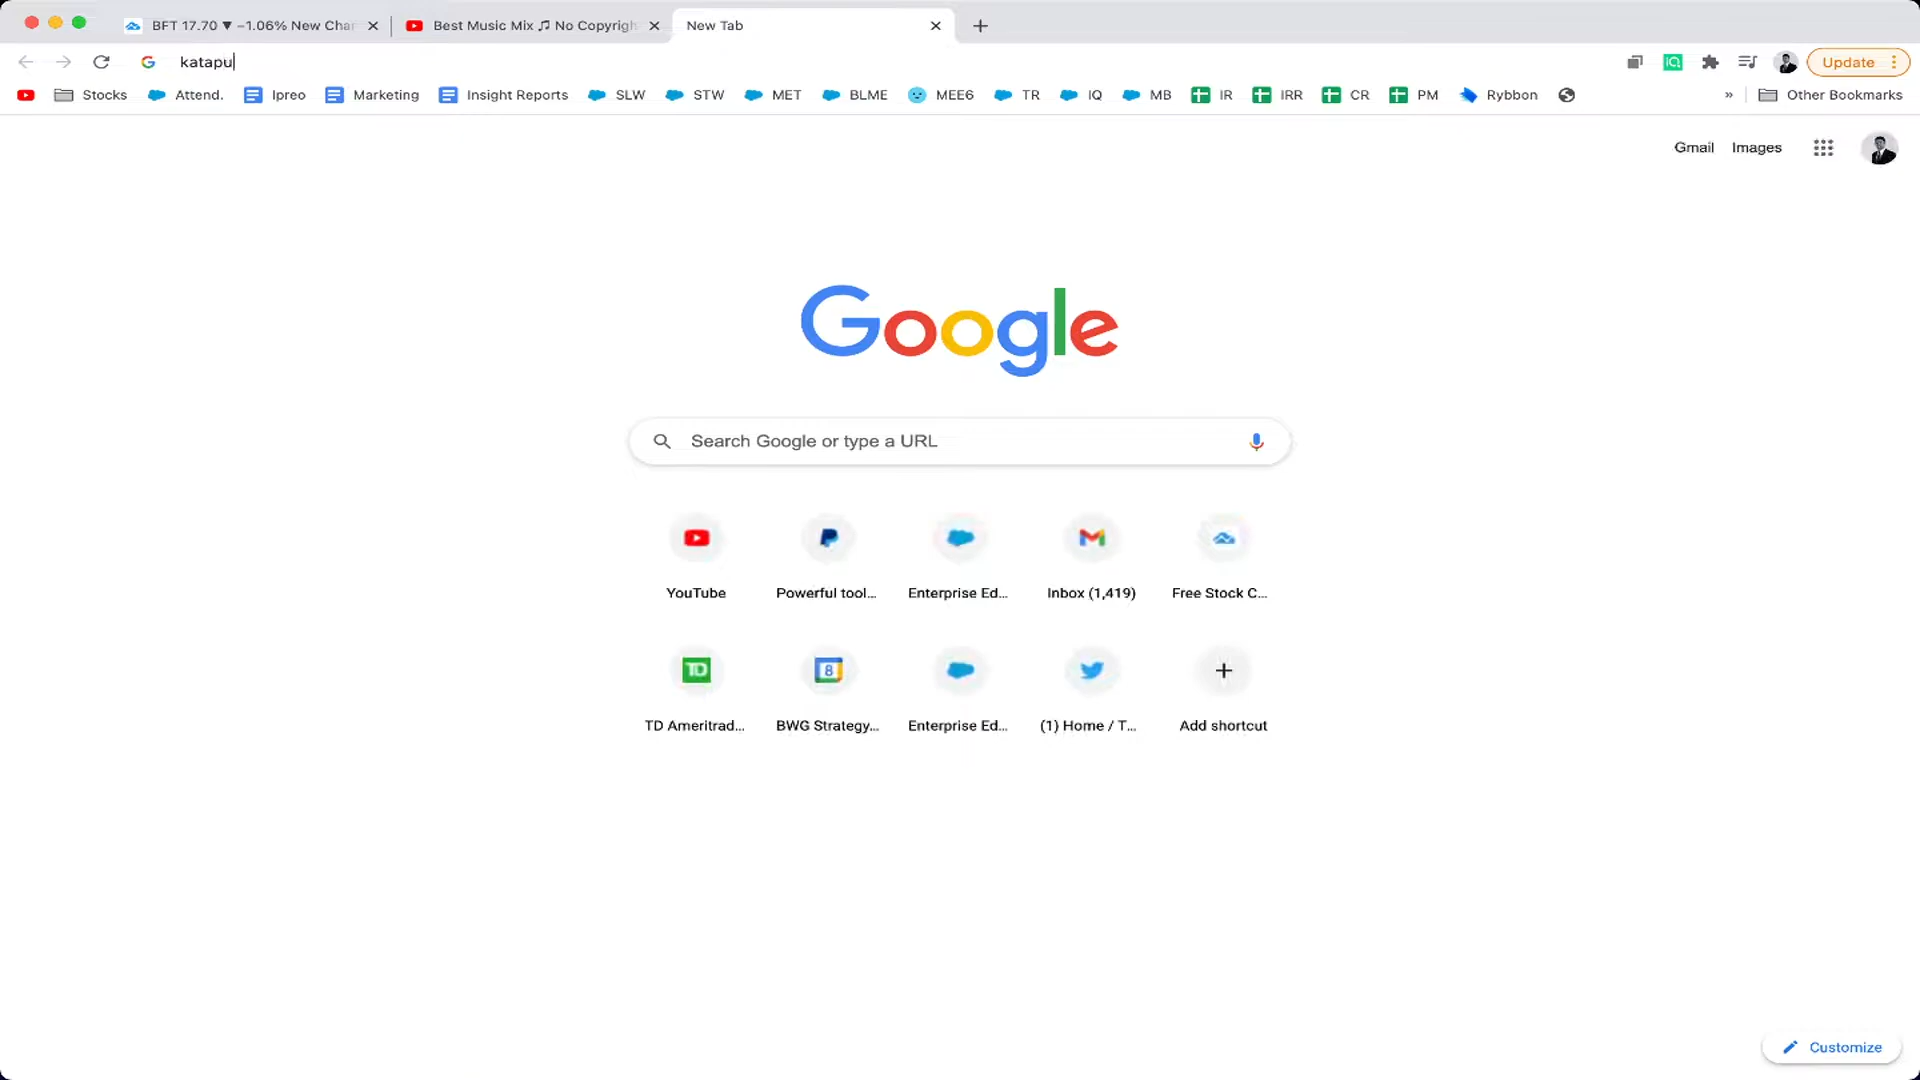 BFT 17.70 ▼ −1.06% New Char
Best Music Mix ♫ No Copyrigh
New Tab
katapu
Update
Stocks Attend. Ipreo Marketing Insight Reports SLW STW MET BLME MEE6 TR IQ MB IR IRR CR PM Rybbon » Other Bookmarks
Gmail Images
Google
Search Google or type a URL
YouTube Powerful tool... Enterprise Ed... Inbox (1,419) Free Stock C...
TD
8
TD Ameritrad... BWG Strategy... Enterprise Ed... (1) Home / T... Add shortcut
Customize